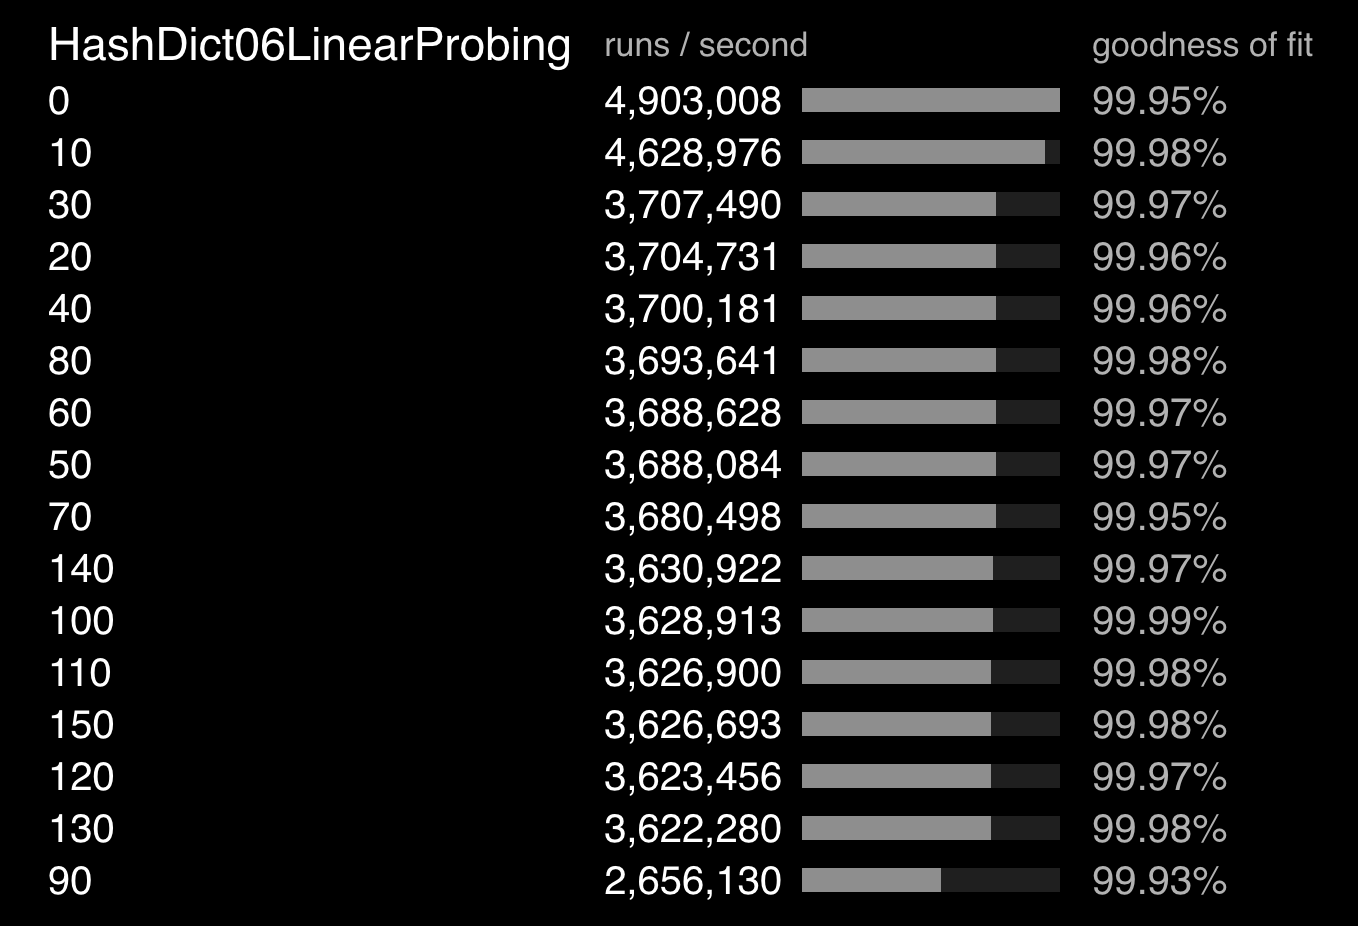 HashDict06LinearProbing runs / second goodness of fit
0 4,903,008 99.95%
10 4,628,976 99.98%
30 3,707,490 99.97%
20 3,704,731 99.96%
40 3,700,181 99.96%
80 3,693,641 99.98%
60 3,688,628 99.97%
50 3,688,084 99.97%
70 3,680,498 99.95%
140 3,630,922 99.97%
100 3,628,913 99.99%
110 3,626,900 99.98%
150 3,626,693 99.98%
120 3,623,456 99.97%
130 3,622,280 99.98%
90 2,656,130 99.93%